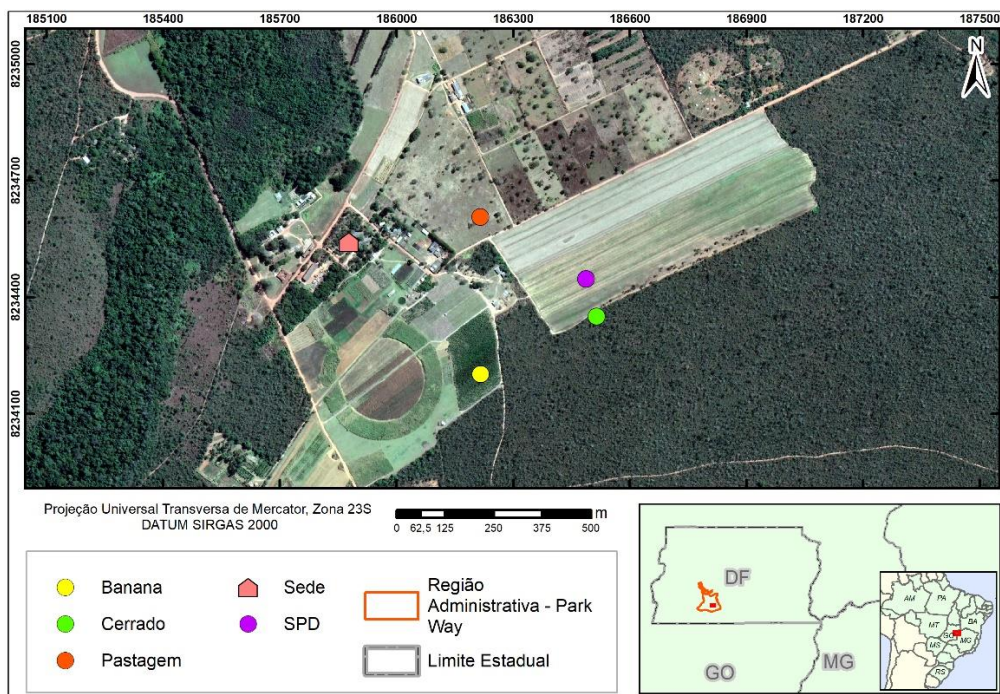 185100 185400 185700 186000 186300 186600 186900 187200 187500
8235000
8234700
8234400
8234100
N
Projeção Universal Transversa de Mercator, Zona 23S
DATUM SIRGAS 2000
m
0 62,5 125 250 375 500
Banana
Cerrado
Pastagem
Sede
SPD
Região
Administrativa - Park
Way
Limite Estadual
DF
GO
MG
AM
PA
MT
BA
GO
MG
MS
RS